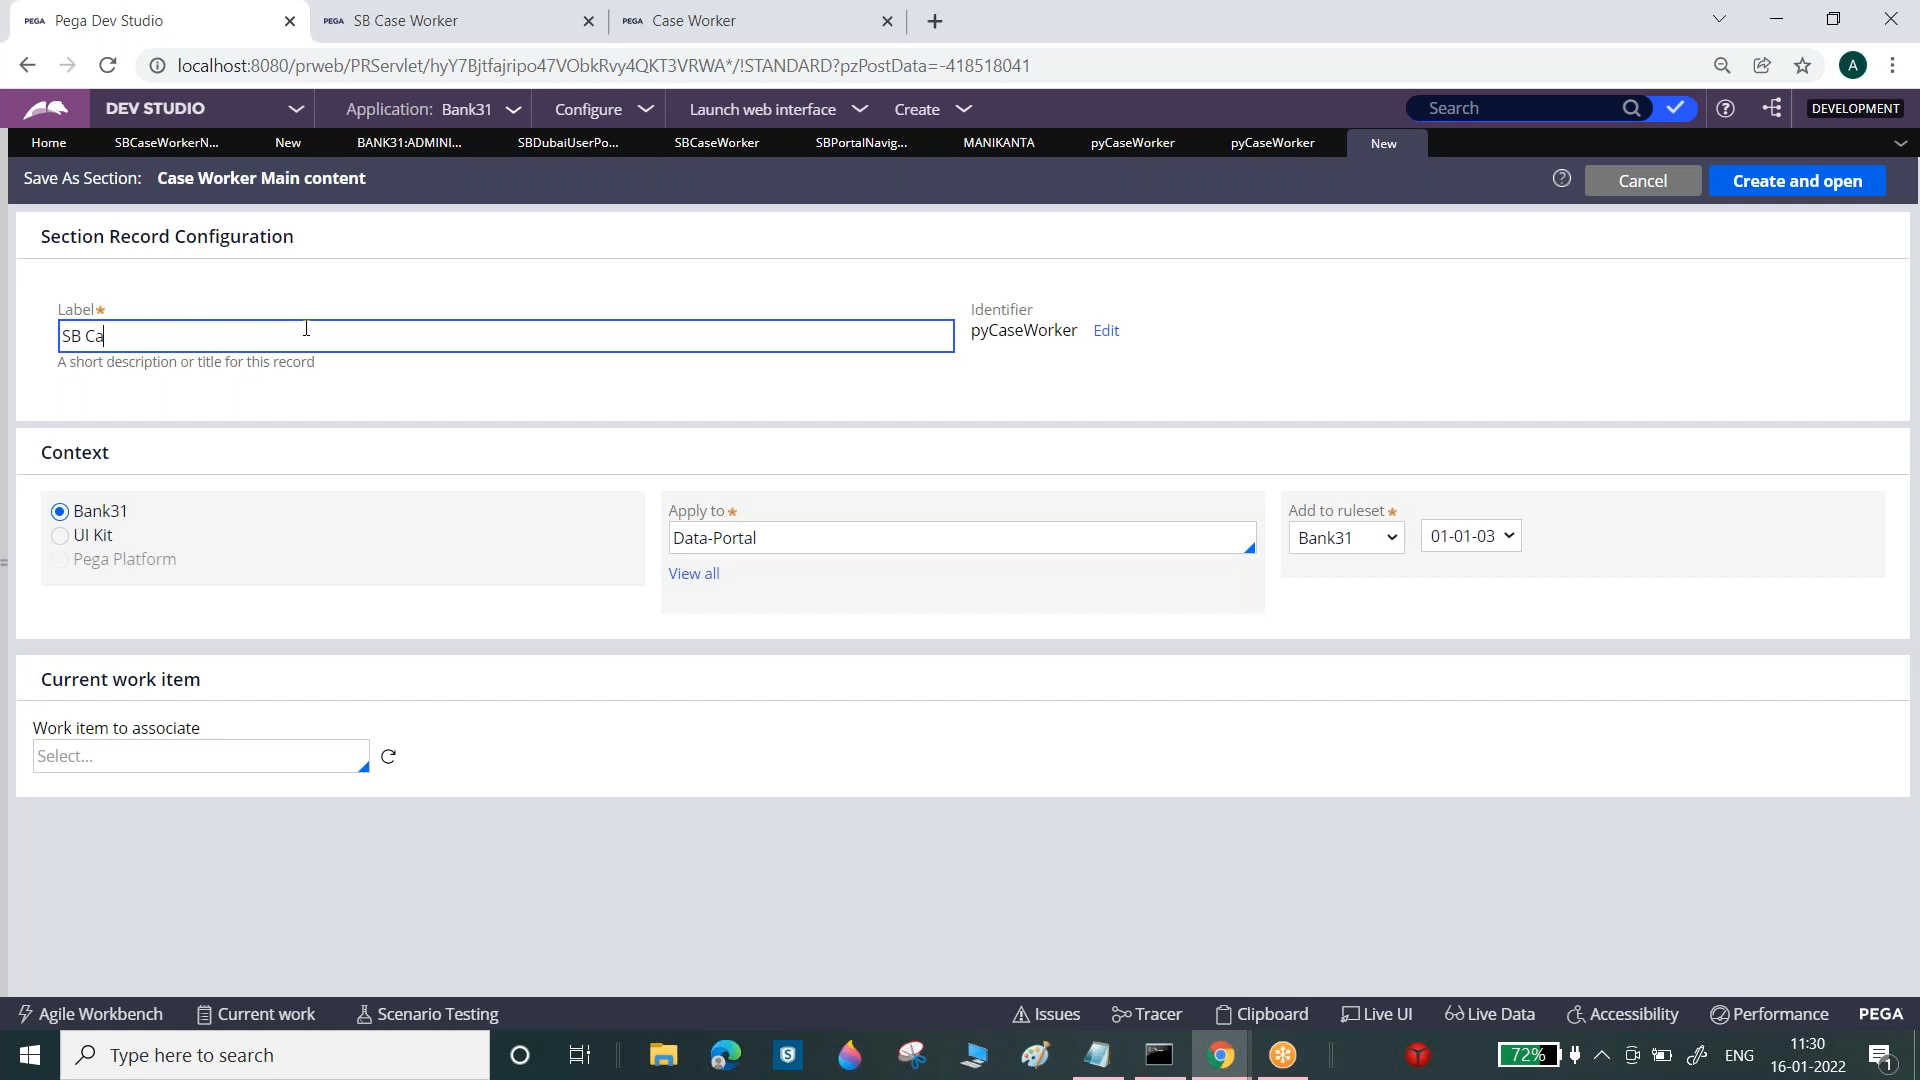 PEGA Pega Dev Studio
PEGA SB Case Worker
PEGA Case Worker
localhost:8080/prweb/PRServlet/hyY7Bjtfajripo47VObkRvy4QKT3VRWA*/!STANDARD?pzPostData=-418518041
A
DEV STUDIO
Application: Bank31
Configure
Launch web interface
Create
Search
DEVELOPMENT
Home
SBCaseWorkerN...
New
BANK31:ADMINI...
SBDubaiUserPo...
SBCaseWorker
SBPortalNavig...
MANIKANTA
pyCaseWorker
pyCaseWorker
New
Save As Section: Case Worker Main content
Cancel
Create and open
Section Record Configuration
Label*
SB Ca
A short description or title for this record
Identifier
pyCaseWorker Edit
Context
Bank31
UI Kit
Pega Platform
Apply to *
Data-Portal
View all
Add to ruleset *
Bank31
01-01-03
Current work item
Work item to associate
Select...
Agile Workbench
Current work
Scenario Testing
Issues
Tracer
Clipboard
Live UI
Live Data
Accessibility
Performance
PEGA
Type here to search
72%
ENG
11:30
16-01-2022
1